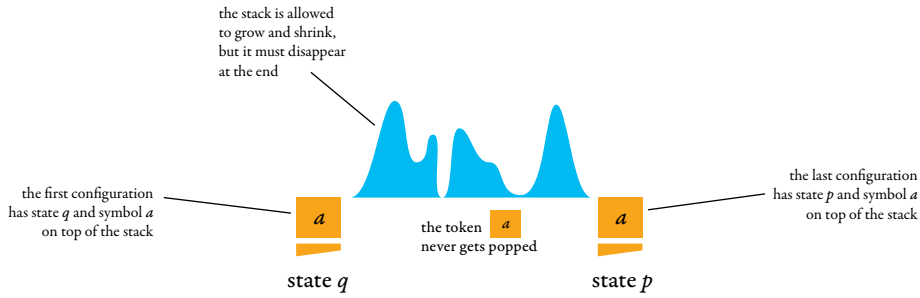 the stack is allowed
to grow and shrink,
but it must disappear
at the end
the first configuration
has state q and symbol a
on top of the stack
a
the token a
never gets popped
a
the last configuration
has state p and symbol a
on top of the stack
state q
state p